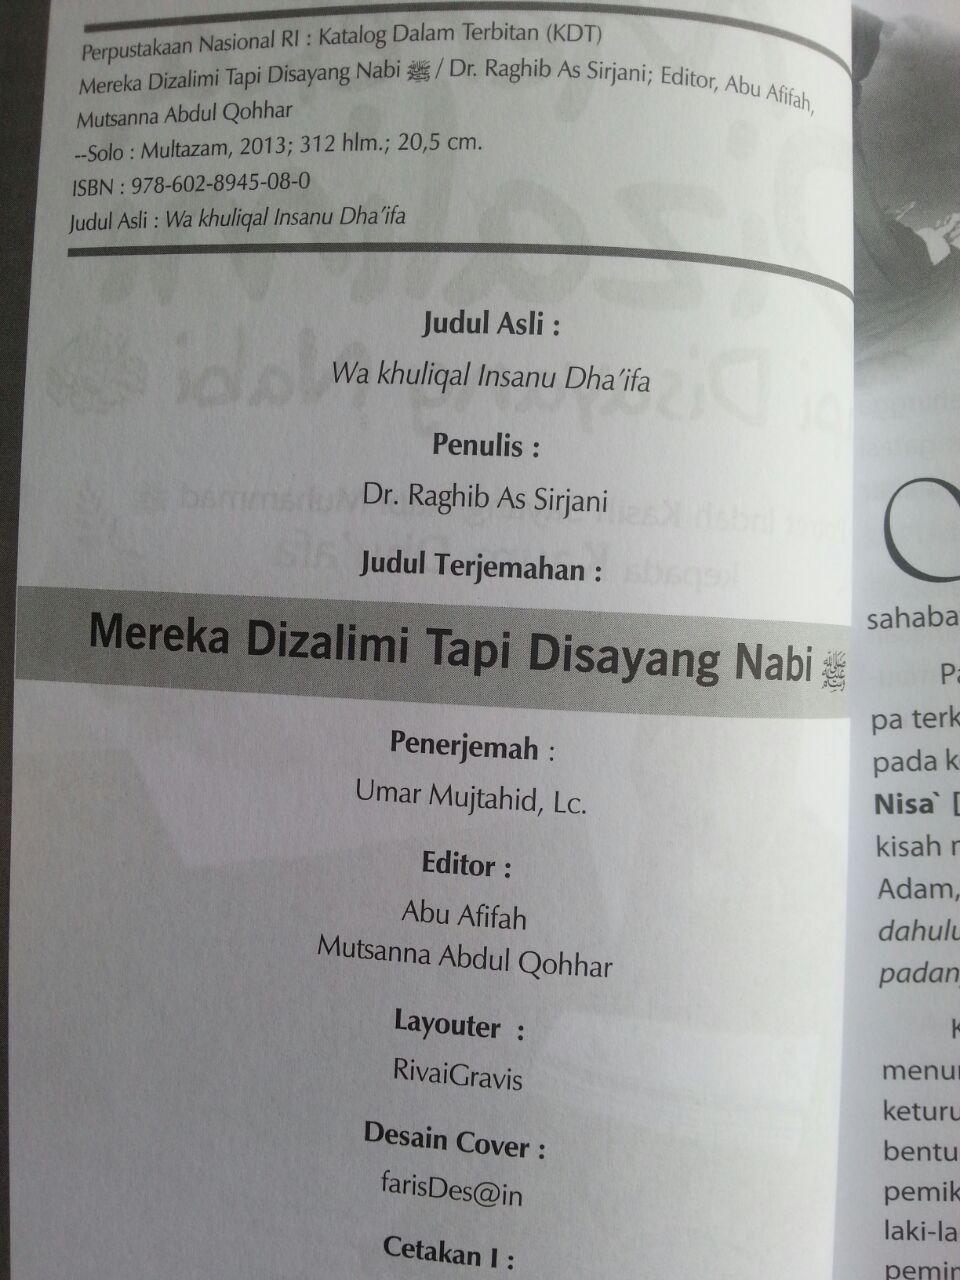 Perpustakaan Nasional RI : Katalog Dalam Terbitan (KDT)
Mereka Dizalimi Tapi Disayang Nabi ﷺ / Dr. Raghib As Sirjani; Editor, Abu Afifah,
Mutsanna Abdul Qohhar
--Solo : Multazam, 2013; 312 hlm.; 20,5 cm.
ISBN : 978-602-8945-08-0
Judul Asli : Wa khuliqal Insanu Dha'ifa
Judul Asli :
Wa khuliqal Insanu Dha'ifa
Penulis :
Dr. Raghib As Sirjani
Judul Terjemahan :
Mereka Dizalimi Tapi Disayang Nabi ﷺ
Penerjemah :
Umar Mujtahid, Lc.
Editor :
Abu Afifah
Mutsanna Abdul Qohhar
Layouter :
RivaiGravis
Desain Cover :
farisDes@in
Cetakan I :
sahaba
Pa
pa terk
pada k
Nisa` [
kisah
Adam,
dahulu
padan
K
menu
keturu
bentu
pemik
laki-la
pemi